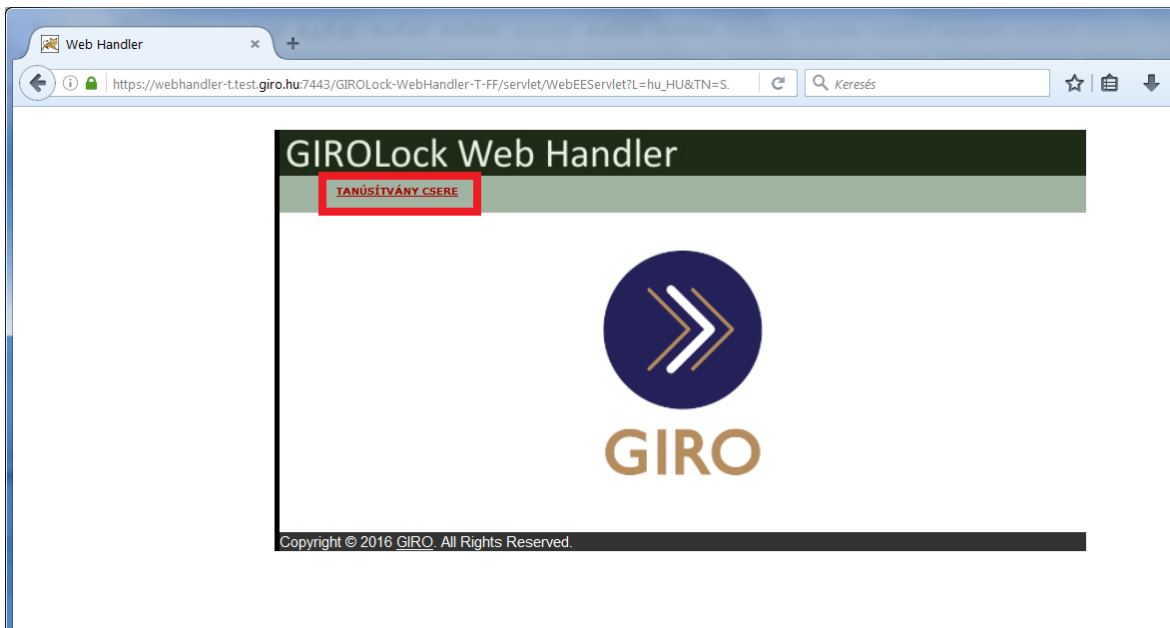 Web Handler
https://webhandler-t.test.giro.hu:7443/GIROLock-WebHandler-T-FF/servlet/WebEEServlet?L=hu_HU&TN=S.
Keresés
GIROLock Web Handler
TANÚSÍTVÁNY CSERE
GIRO
Copyright © 2016 GIRO. All Rights Reserved.